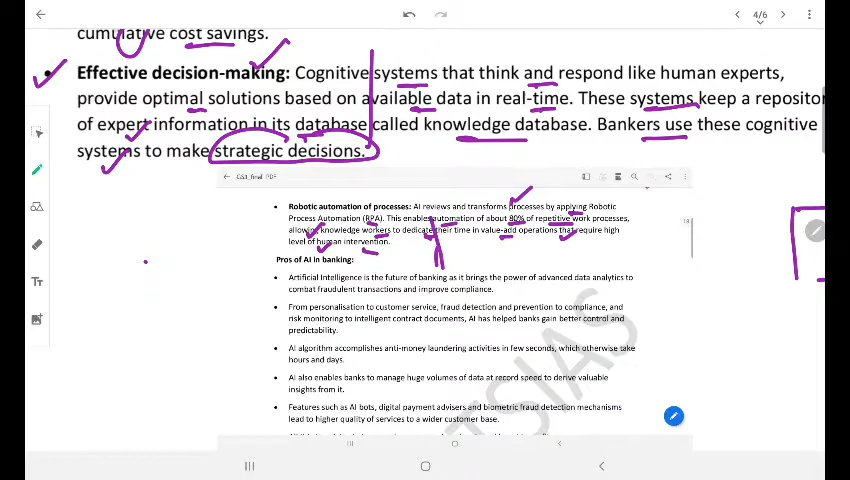 4/6
cumulative cost savings.
• Effective decision-making: Cognitive systems that think and respond like human experts,
provide optimal solutions based on available data in real-time. These systems keep a repositor
of expert information in its database called knowledge database. Bankers use these cognitive
systems to make strategic decisions.
GS3_final PDF
• Robotic automation of processes: AI reviews and transforms processes by applying Robotic
Process Automation (RPA). This enables automation of about 80% of repetitive work processes,
allowing knowledge workers to dedicate their time in value-add operations that require high
level of human intervention.
Pros of AI in banking:
• Artificial Intelligence is the future of banking as it brings the power of advanced data analytics to
combat fraudulent transactions and improve compliance.
• From personalisation to customer service, fraud detection and prevention to compliance, and
risk monitoring to intelligent contract documents, AI has helped banks gain better control and
predictability.
• AI algorithm accomplishes anti-money laundering activities in few seconds, which otherwise take
hours and days.
• AI also enables banks to manage huge volumes of data at record speed to derive valuable
insights from it.
• Features such as AI bots, digital payment advisers and biometric fraud detection mechanisms
lead to higher quality of services to a wider customer base.
TSIAS
TT